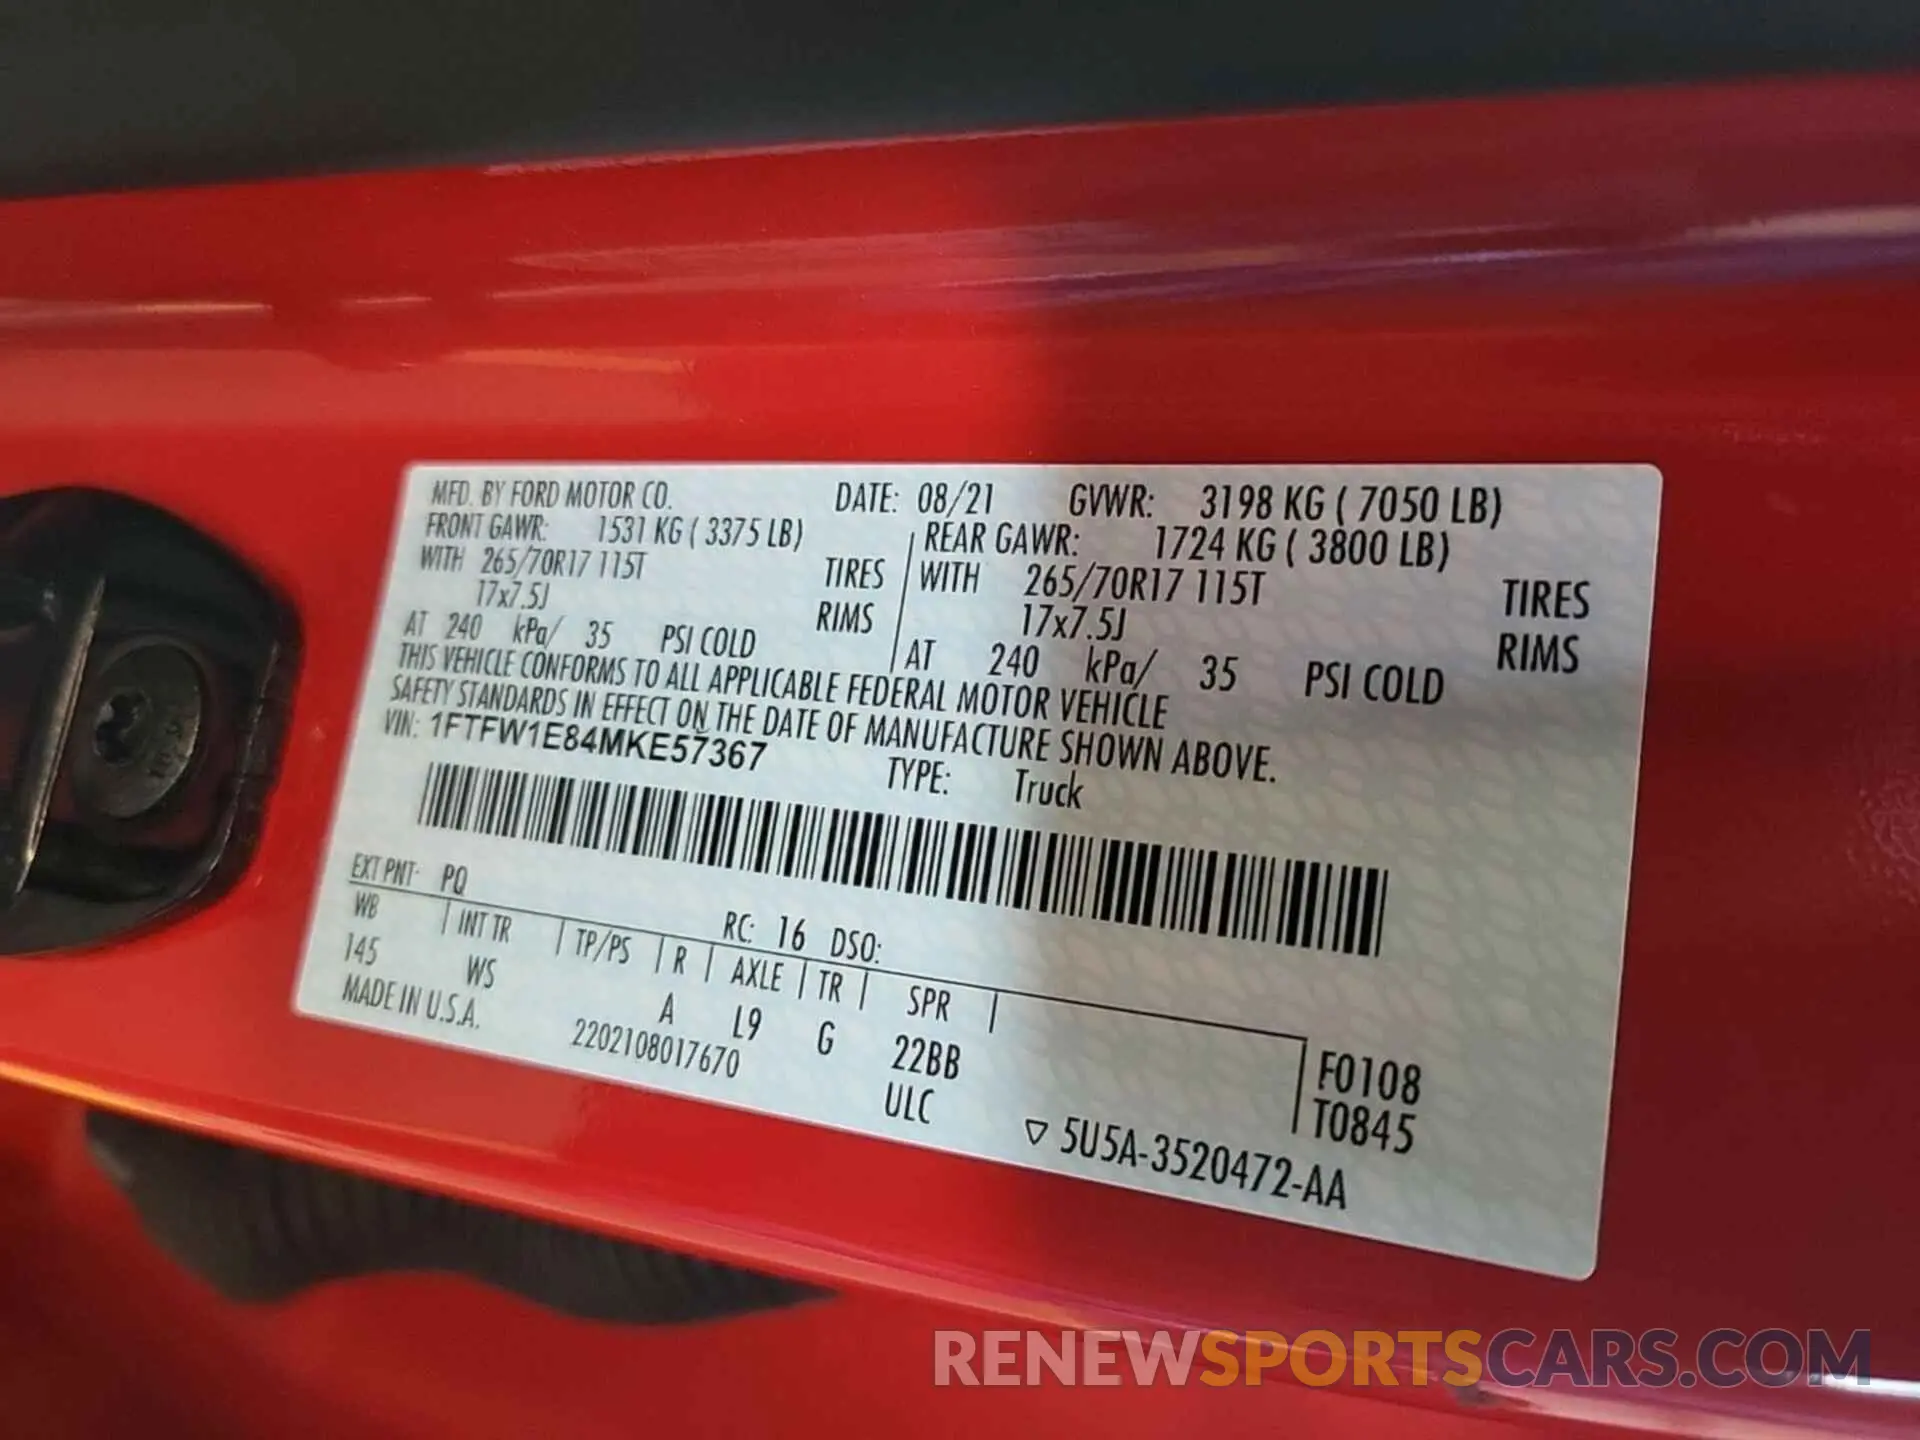 MFD. BY FORD MOTOR CO. DATE: 08/21 GVWR: 3198 KG ( 7050 LB)
FRONT GAWR: 1531 KG ( 3375 LB) REAR GAWR: 1724 KG ( 3800 LB)
WITH 265/70R17 115T TIRES WITH 265/70R17 115T TIRES
17x7.5J RIMS 17x7.5J RIMS
AT 240 kPa/ 35 PSI COLD AT 240 kPa/ 35 PSI COLD
THIS VEHICLE CONFORMS TO ALL APPLICABLE FEDERAL MOTOR VEHICLE
SAFETY STANDARDS IN EFFECT ON THE DATE OF MANUFACTURE SHOWN ABOVE.
VIN: 1FTFW1E84MKE57367 TYPE: Truck
EXT PNT: PQ RC: 16 DSO:
WB INT TR TP/PS R AXLE TR SPR
145 WS A L9 G 22BB
MADE IN U.S.A. 2202108017670 ULC
F0108
T0845
▽ 5U5A-3520472-AA
RENEWSPORTSCARS.COM